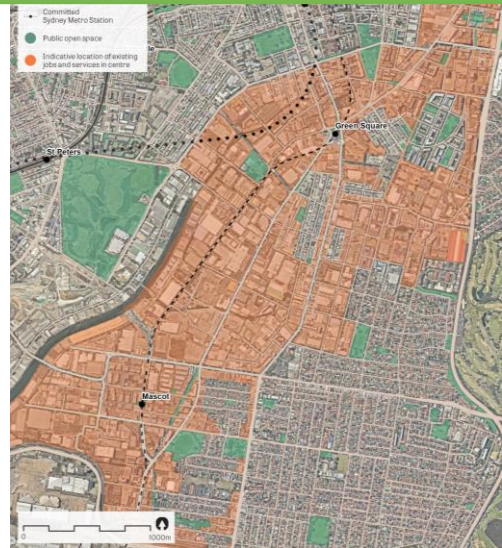 Committed
Sydney Metro Station
Public open space
Indicative location of existing
jobs and services in centre
Green Square
St Peters
Mascot
0
1000m